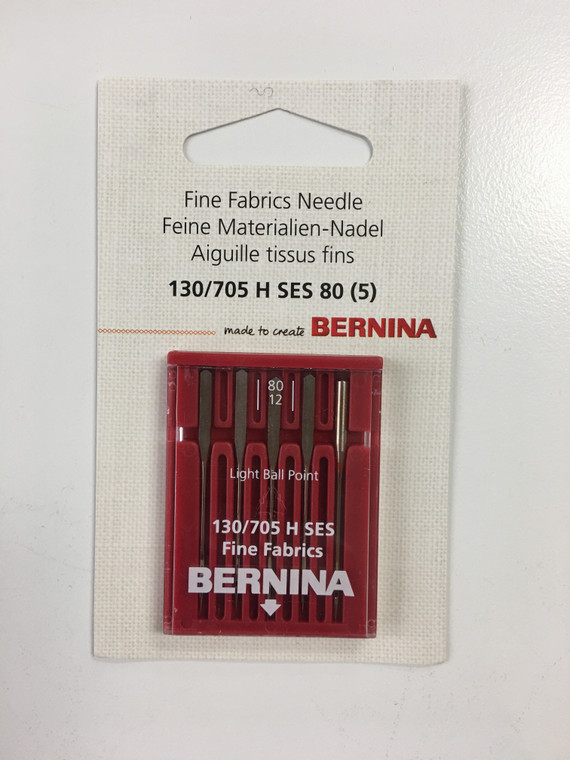 Fine Fabrics Needle
Feine Materialien-Nadel
Aiguille tissus fins
130/705 H SES 80 (5)
made to create BERNINA
80
12
Light Ball Point
130/705 H SES
Fine Fabrics
BERNINA